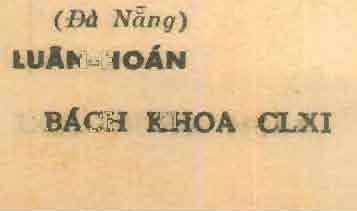 (Đà Nẵng)
LUÂN-HOÁN
BÁCH KHOA CLXI